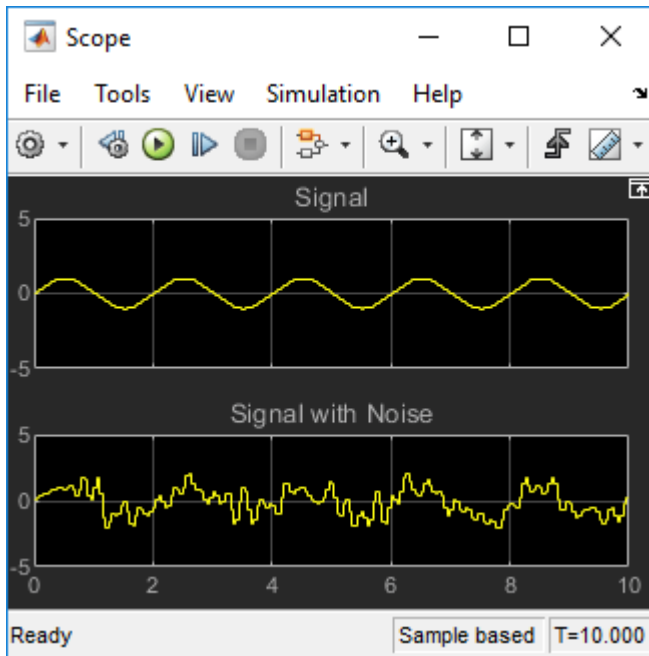 Scope
File Tools View Simulation Help
Signal
5
0
-5
Signal with Noise
5
0
-5
0 2 4 6 8 10
Ready Sample based T=10.000